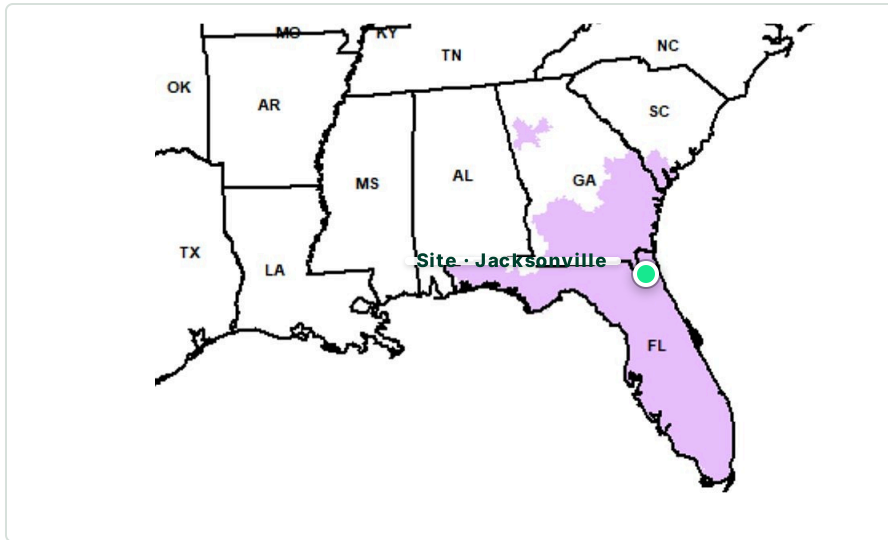 MO
KY
TN
NC
OK
AR
SC
MS
AL
GA
TX
LA
Site · Jacksonville
FL